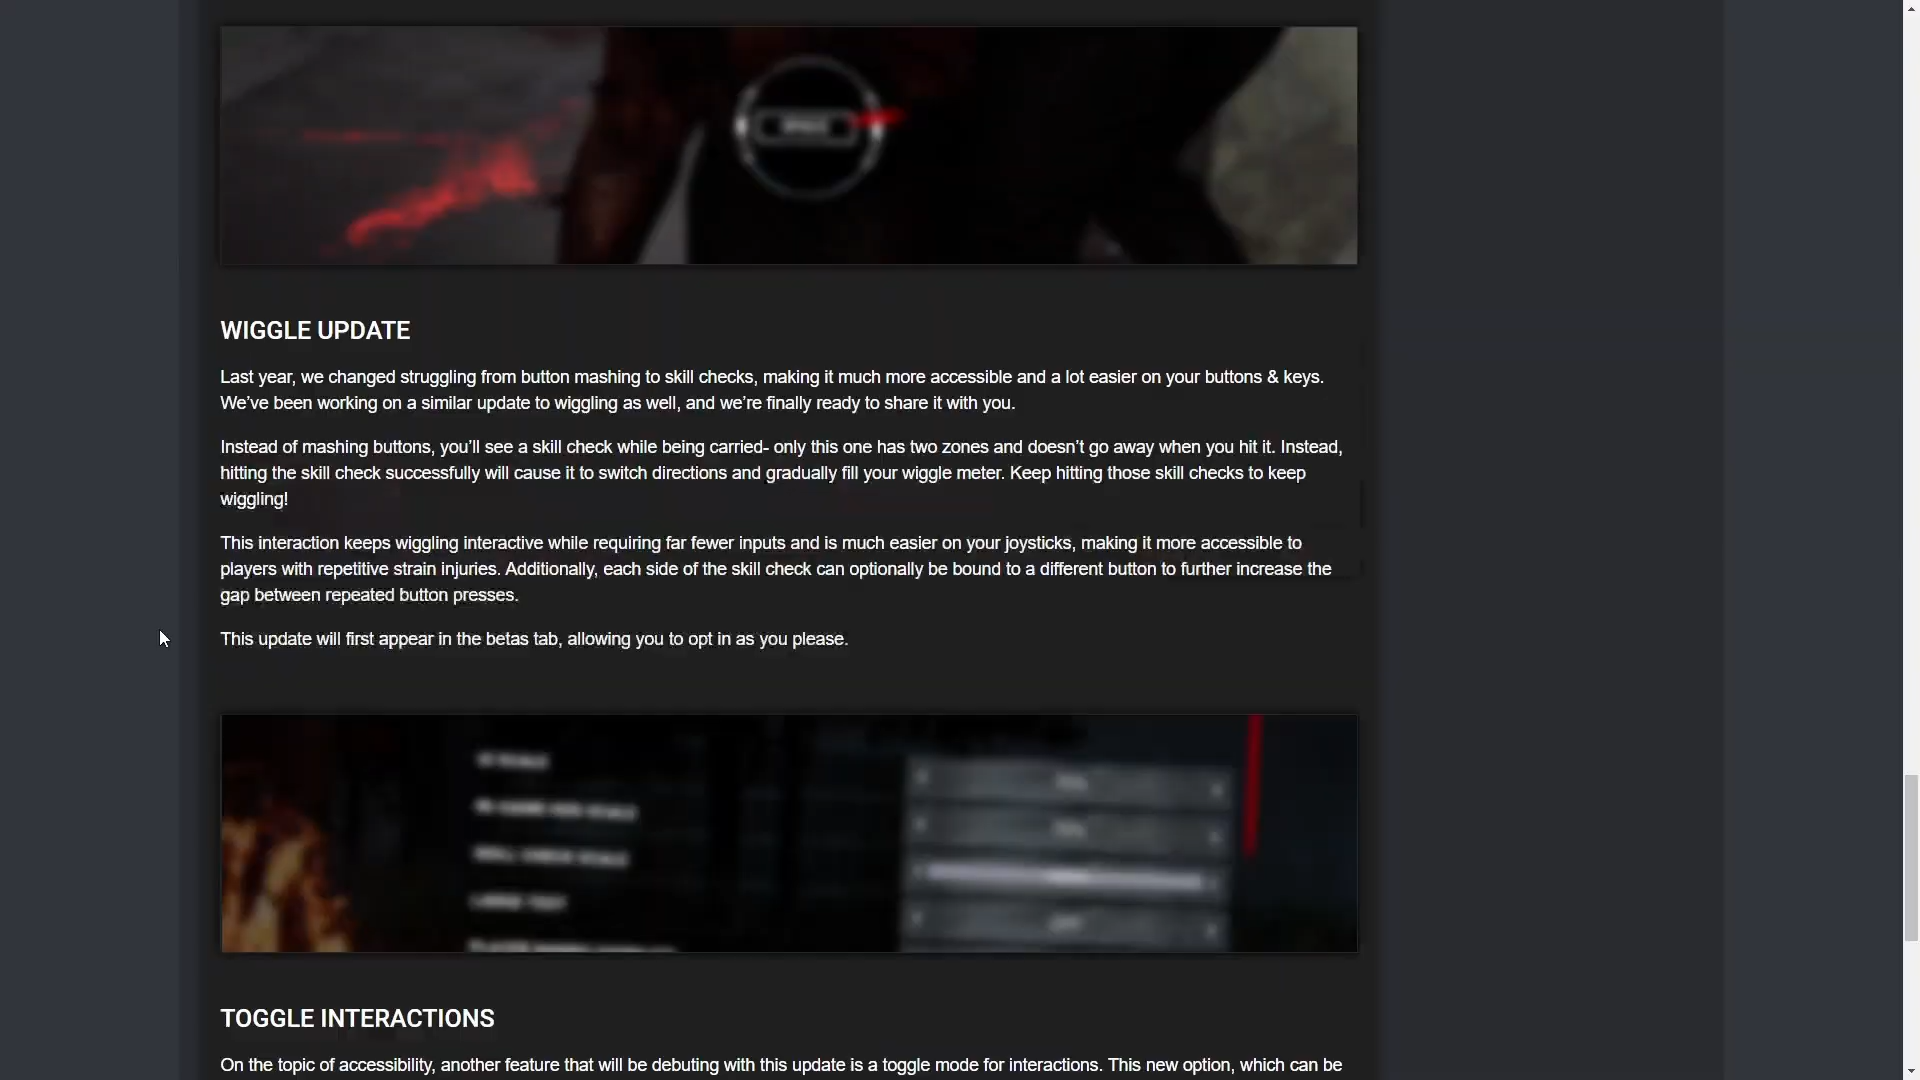 WIGGLE UPDATE
Last year, we changed struggling from button mashing to skill checks, making it much more accessible and a lot easier on your buttons & keys.
We’ve been working on a similar update to wiggling as well, and we’re finally ready to share it with you.
Instead of mashing buttons, you’ll see a skill check while being carried- only this one has two zones and doesn’t go away when you hit it. Instead,
hitting the skill check successfully will cause it to switch directions and gradually fill your wiggle meter. Keep hitting those skill checks to keep
wiggling!
This interaction keeps wiggling interactive while requiring far fewer inputs and is much easier on your joysticks, making it more accessible to
players with repetitive strain injuries. Additionally, each side of the skill check can optionally be bound to a different button to further increase the
gap between repeated button presses.
This update will first appear in the betas tab, allowing you to opt in as you please.
SKILL CHECK SCALE
LARGE TEXT
TOGGLE INTERACTIONS
On the topic of accessibility, another feature that will be debuting with this update is a toggle mode for interactions. This new option, which can be